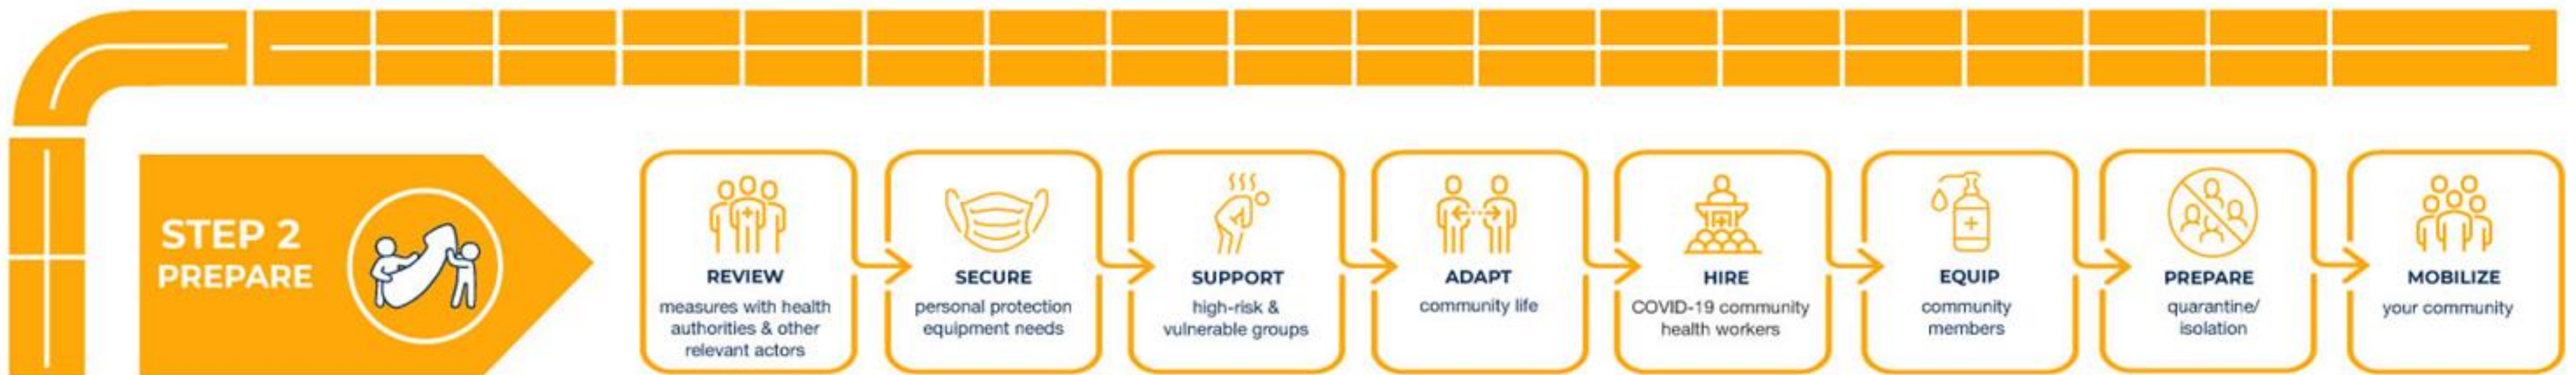 STEP 2
PREPARE
REVIEW
measures with health
authorities & other
relevant actors
SECURE
personal protection
equipment needs
SUPPORT
high-risk &
vulnerable groups
ADAPT
community life
HIRE
COVID-19 community
health workers
EQUIP
community
members
PREPARE
quarantine/
isolation
MOBILIZE
your community